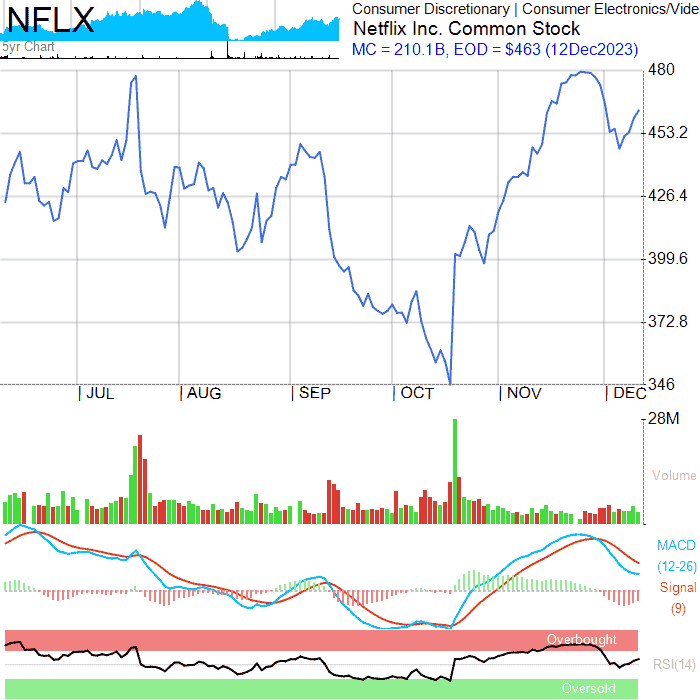 NFLX
5yr Chart
Consumer Discretionary | Consumer Electronics/Vide
Netflix Inc. Common Stock
MC = 210.1B, EOD = $463 (12Dec2023)
480
453.2
426.4
399.6
372.8
346
JUL
AUG
SEP
OCT
NOV
DEC
28M
Volume
MACD
(12-26)
Signal
(9)
Overbought
RSI(14)
Oversold